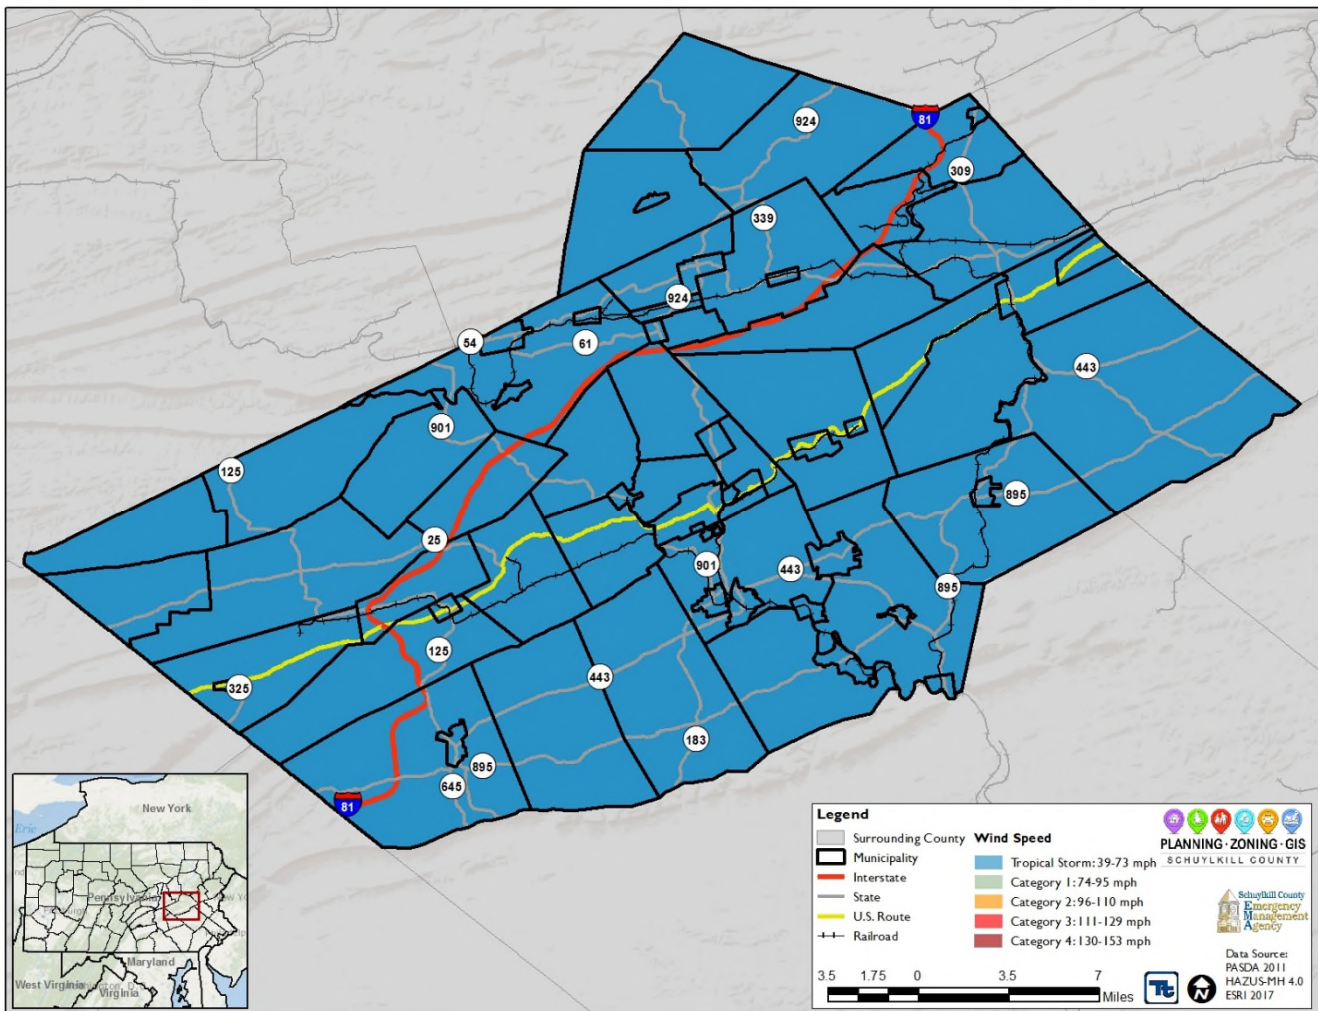 924
81
309
339
924
54
61
443
901
125
895
25
901
443
895
125
325
443
183
895
645
81
New York
Erie
Pennsylvania
Maryland
West Virginia
Virginia
Legend
Surrounding County
Municipality
Interstate
State
U.S. Route
Railroad
Wind Speed
Tropical Storm: 39-73 mph
Category 1: 74-95 mph
Category 2: 96-110 mph
Category 3: 111-129 mph
Category 4: 130-153 mph
PLANNING·ZONING·GIS
SCHUYLKILL COUNTY
Schuylkill County
Emergency
Management
Agency
Data Source:
PASDA 2011
HAZUS-MH 4.0
ESRI 2017
3.5 1.75 0 3.5 7
Miles
Tt
N